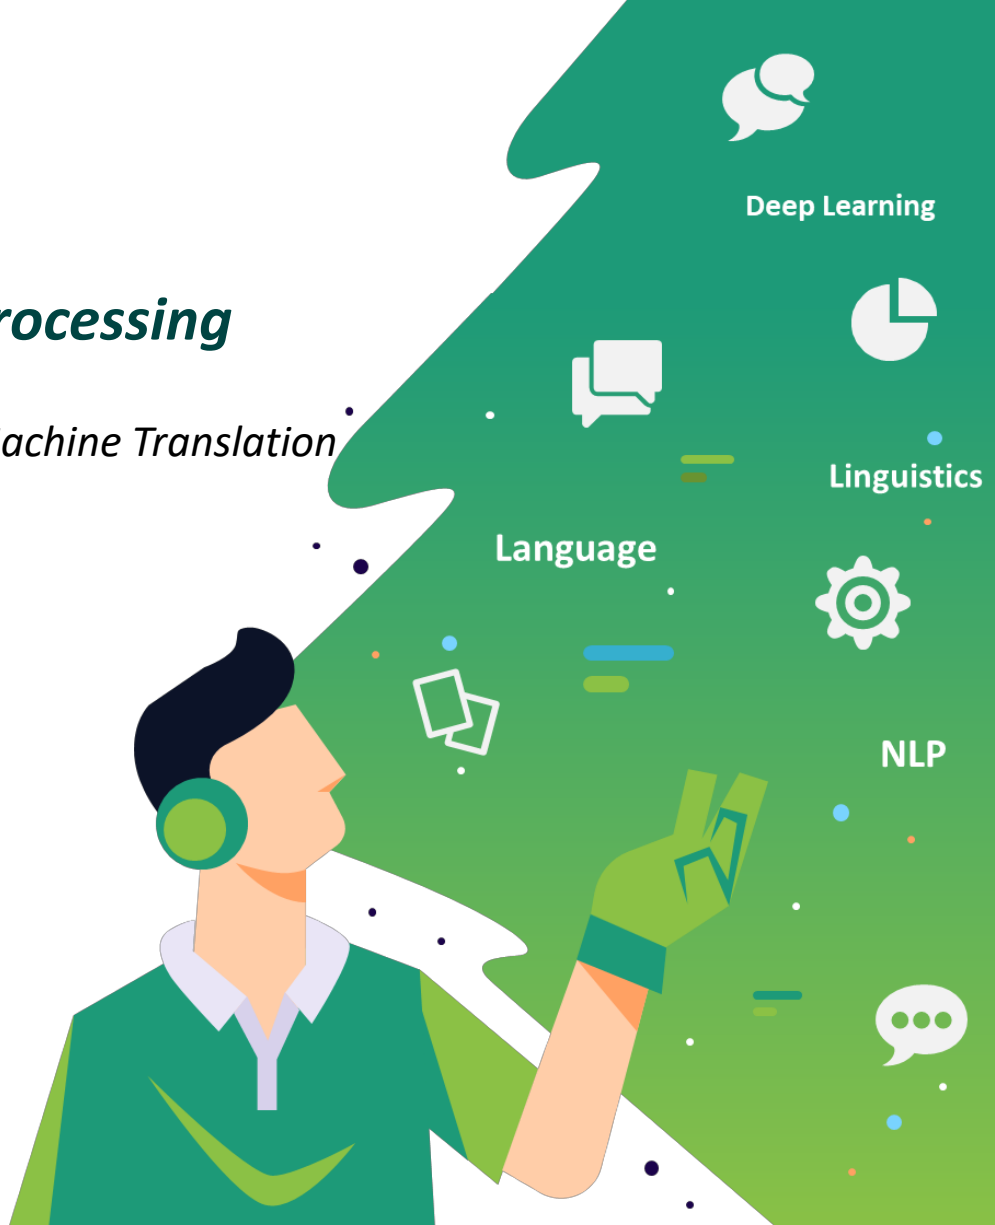 Deep Learning
rocessing
achine Translation
Linguistics
Language
NLP